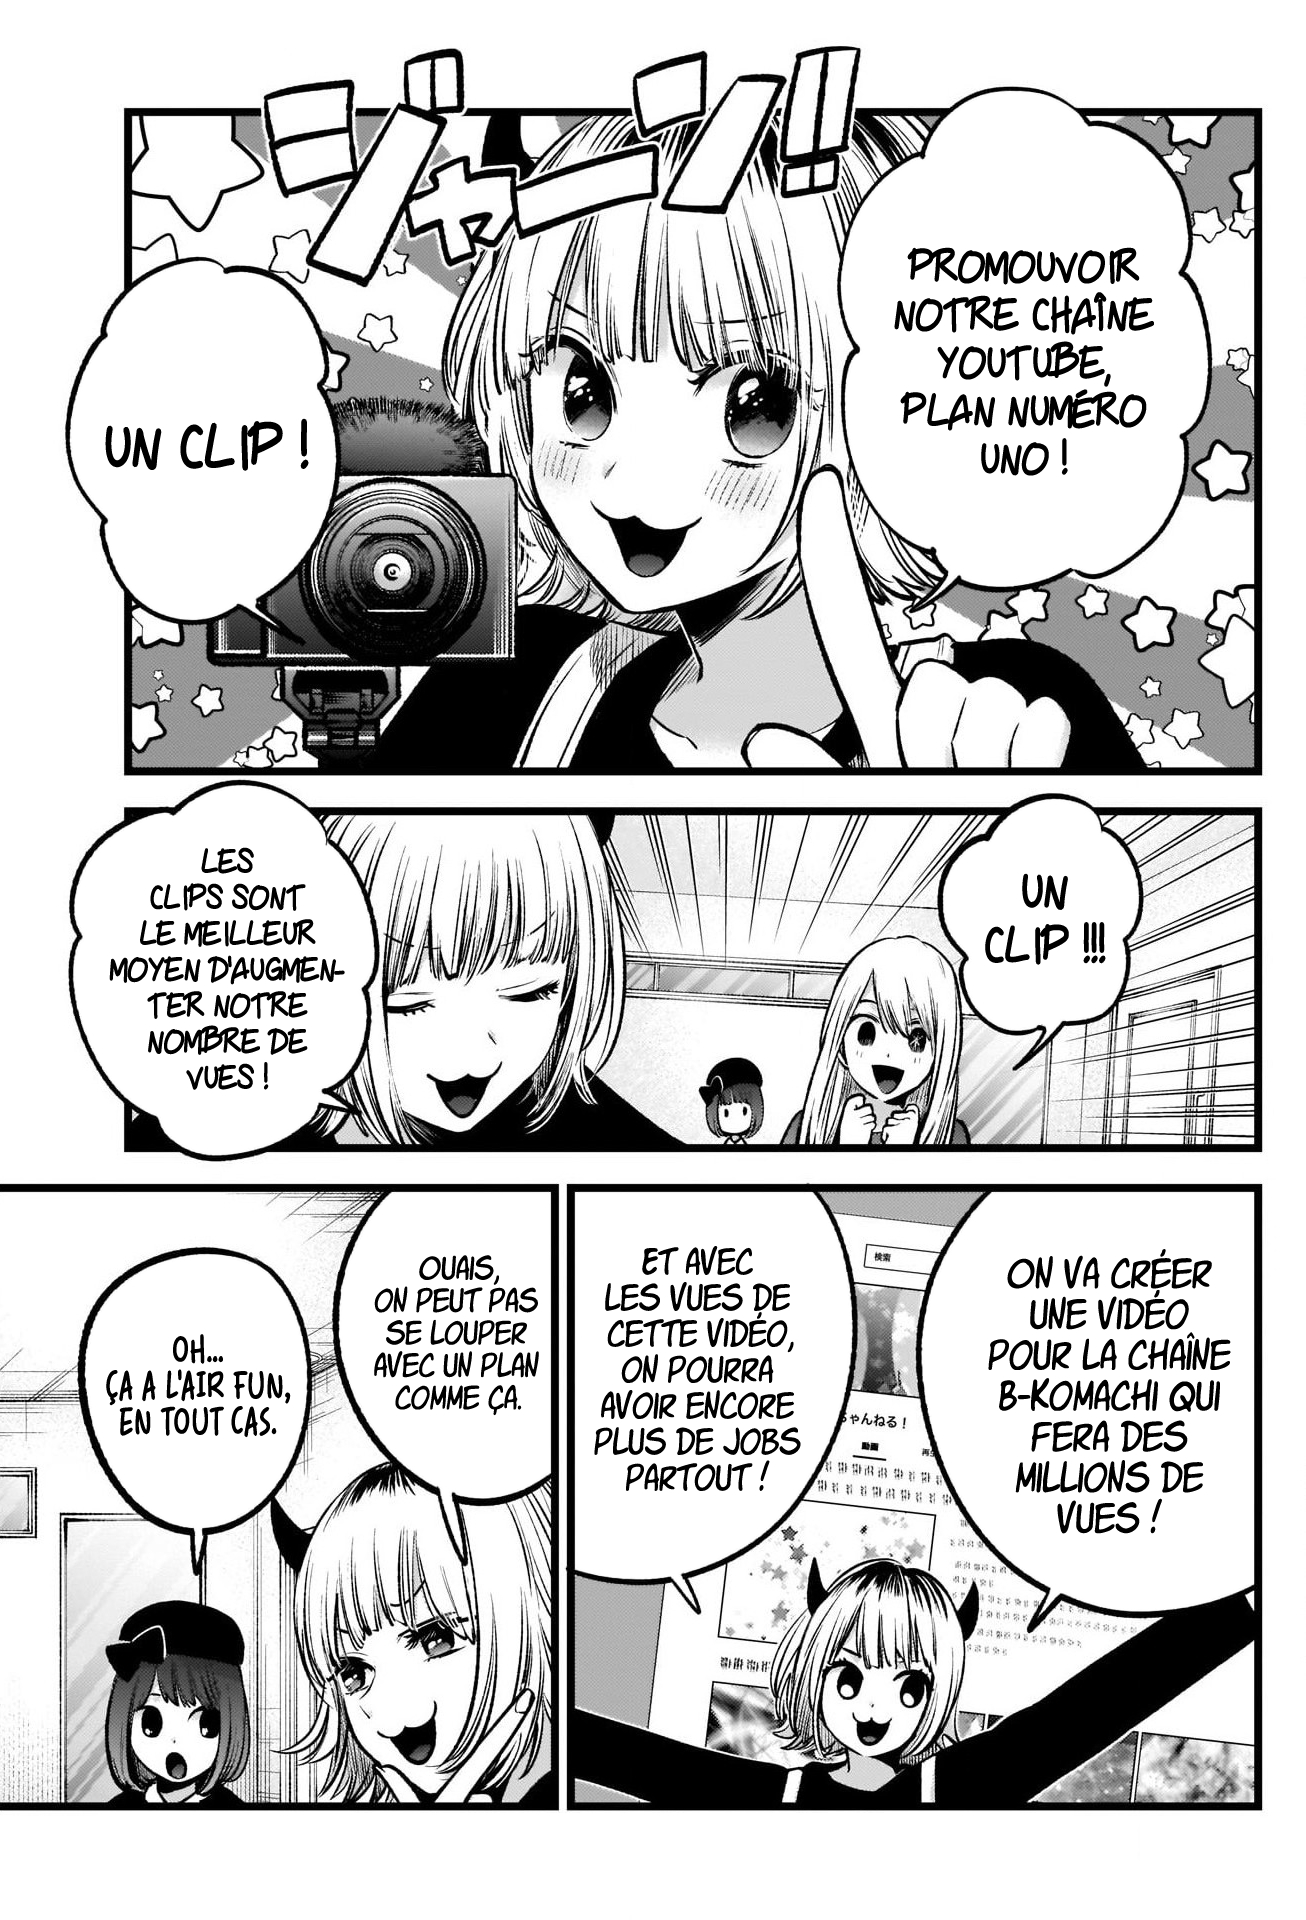 ジャーン!!
PROMOUVOIR
NOTRE CHAÎNE
YOUTUBE,
PLAN NUMÉRO
UNO !
UN CLIP !
UN
CLIP !!!
LES
CLIPS SONT
LE MEILLEUR
MOYEN D'AUGMEN-
TER NOTRE
NOMBRE DE
VUES !
ON VA CRÉER
UNE VIDÉO
POUR LA CHAÎNE
B-KOMACHI QUI
FERA DES
MILLIONS DE
VUES !
検索
ちゃんねる！
動画
再生
ET AVEC
LES VUES DE
CETTE VIDÉO,
ON POURRA
AVOIR ENCORE
PLUS DE JOBS
PARTOUT !
OUAIS,
ON PEUT PAS
SE LOUPER
AVEC UN PLAN
COMME ÇA.
OH...
ÇA A L'AIR FUN,
EN TOUT CAS.